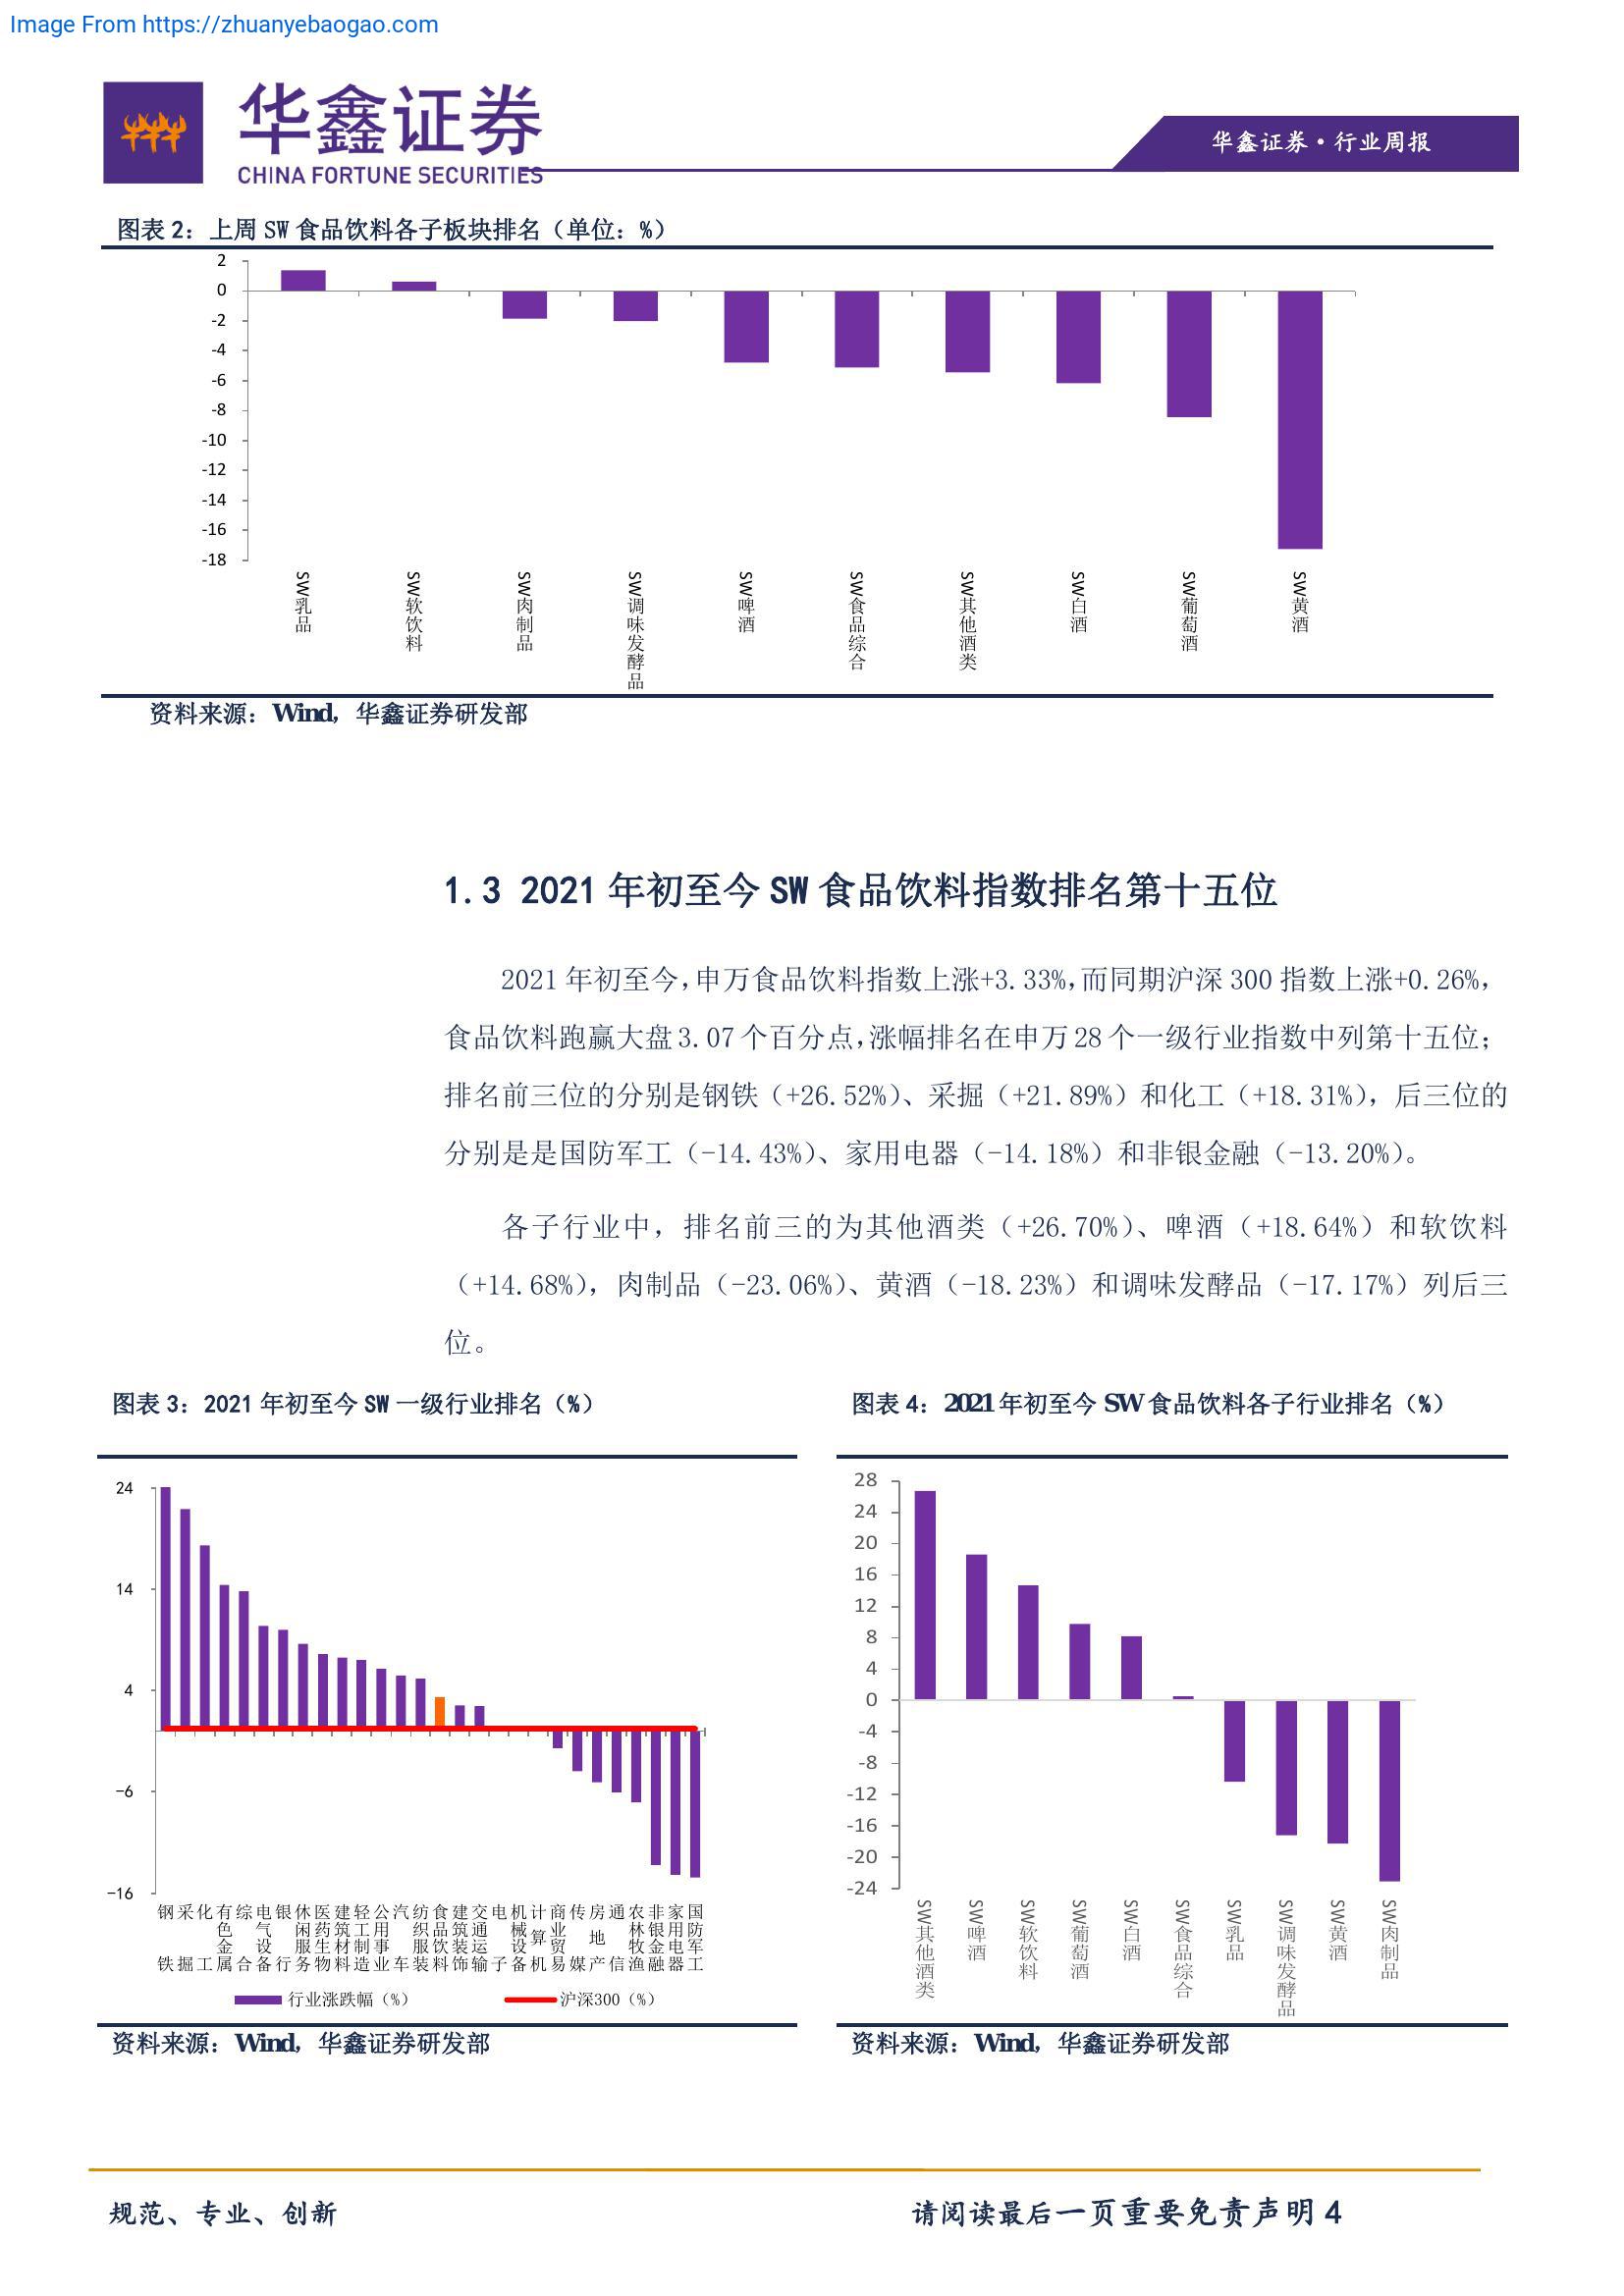 Image From https://zhuanyebaogao.com
华鑫证券
CHINA FORTUNE SECURITIES
华鑫证券·行业周报
图表 2：上周 SW 食品饮料各子板块排名（单位：%）
2
0
-2
-4
-6
-8
-10
-12
-14
-16
-18
SW乳品
SW软饮料
SW肉制品
SW调味发酵品
SW啤酒
SW食品综合
SW其他酒类
SW白酒
SW葡萄酒
SW黄酒
资料来源：Wind，华鑫证券研发部
1.3 2021 年初至今 SW 食品饮料指数排名第十五位
2021 年初至今，申万食品饮料指数上涨+3.33%，而同期沪深 300 指数上涨+0.26%，
食品饮料跑赢大盘 3.07 个百分点，涨幅排名在申万 28 个一级行业指数中列第十五位；
排名前三位的分别是钢铁（+26.52%）、采掘（+21.89%）和化工（+18.31%），后三位的
分别是是国防军工（-14.43%）、家用电器（-14.18%）和非银金融（-13.20%）。
各子行业中，排名前三的为其他酒类（+26.70%）、啤酒（+18.64%）和软饮料
（+14.68%），肉制品（-23.06%）、黄酒（-18.23%）和调味发酵品（-17.17%）列后三
位。
图表 3：2021 年初至今 SW 一级行业排名（%）
24
14
4
-6
-16
钢铁
采掘
化工
有色金属
综合
电气设备
银行
休闲服务
医药生物
建筑材料
轻工制造
公用事业
汽车
纺织服装
食品饮料
建筑装饰
交通运输
电子
机械设备
计算机
商业贸易
传媒
房地产
通信
农林牧渔
非银金融
家用电器
国防军工
行业涨跌幅（%）
沪深300（%）
资料来源：Wind，华鑫证券研发部
图表 4：2021 年初至今 SW 食品饮料各子行业排名（%）
28
24
20
16
12
8
4
0
-4
-8
-12
-16
-20
-24
SW其他酒类
SW啤酒
SW软饮料
SW葡萄酒
SW白酒
SW食品综合
SW乳品
SW调味发酵品
SW黄酒
SW肉制品
资料来源：Wind，华鑫证券研发部
规范、专业、创新
请阅读最后一页重要免责声明 4